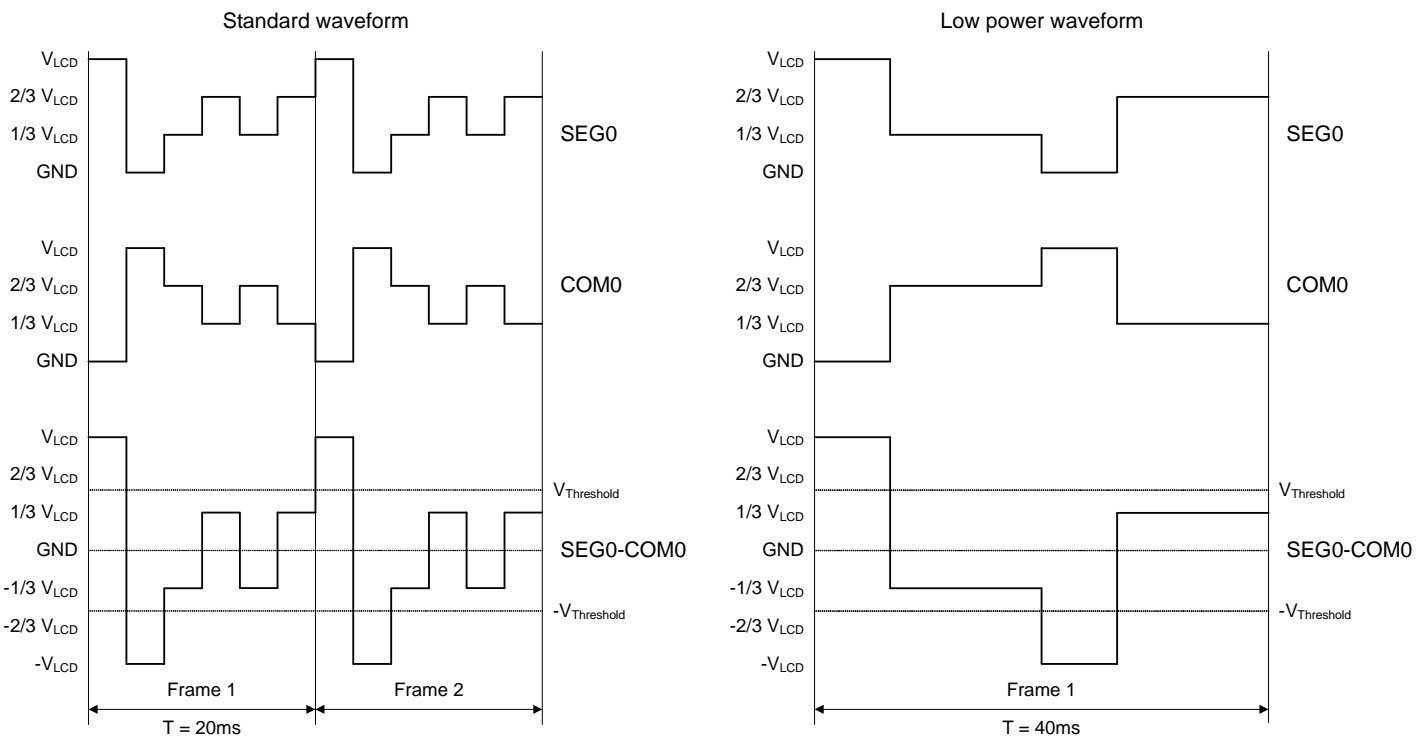 Standard waveform
Low power waveform
VLCD
2/3 VLCD
1/3 VLCD
GND
SEG0
VLCD
2/3 VLCD
1/3 VLCD
GND
SEG0
VLCD
2/3 VLCD
1/3 VLCD
GND
COM0
VLCD
2/3 VLCD
1/3 VLCD
GND
COM0
VLCD
2/3 VLCD
1/3 VLCD
GND
-1/3 VLCD
-2/3 VLCD
-VLCD
VThreshold
SEG0-COM0
-VThreshold
VLCD
2/3 VLCD
1/3 VLCD
GND
-1/3 VLCD
-2/3 VLCD
-VLCD
VThreshold
SEG0-COM0
-VThreshold
Frame 1
Frame 2
T = 20ms
Frame 1
T = 40ms